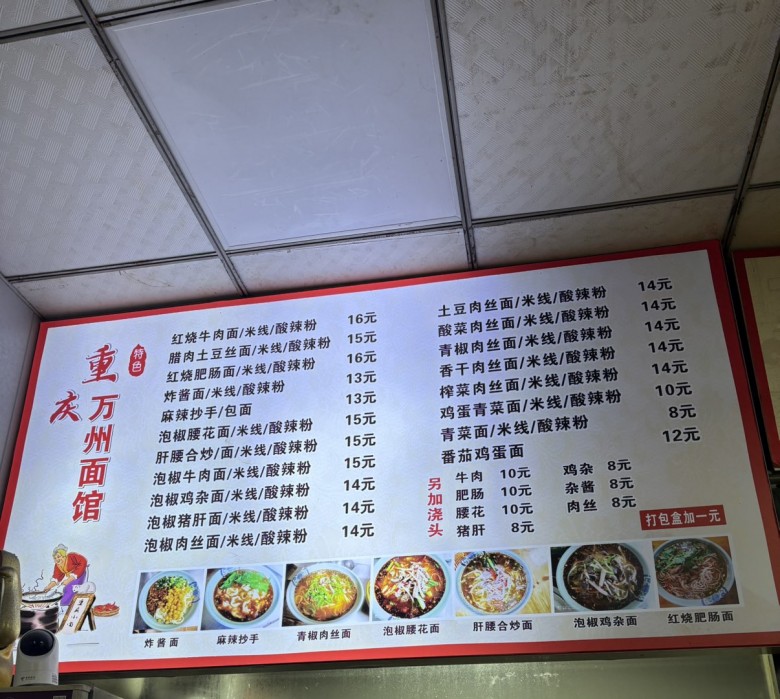 特色
重庆
万州面馆
红烧牛肉面/米线/酸辣粉 16元
腊肉土豆丝面/米线/酸辣粉 15元
红烧肥肠面/米线/酸辣粉 16元
炸酱面/米线/酸辣粉 13元
麻辣抄手/包面 13元
泡椒腰花面/米线/酸辣粉 15元
肝腰合炒/面/米线/酸辣粉 15元
泡椒牛肉面/米线/酸辣粉 15元
泡椒鸡杂面/米线/酸辣粉 14元
泡椒猪肝面/米线/酸辣粉 14元
泡椒肉丝面/米线/酸辣粉 14元
土豆肉丝面/米线/酸辣粉 14元
酸菜肉丝面/米线/酸辣粉 14元
青椒肉丝面/米线/酸辣粉 14元
香干肉丝面/米线/酸辣粉 14元
榨菜肉丝面/米线/酸辣粉 14元
鸡蛋青菜面/米线/酸辣粉 10元
青菜面/米线/酸辣粉 8元
番茄鸡蛋面 12元
另加浇头
牛肉 10元 鸡杂 8元
肥肠 10元 杂酱 8元
腰花 10元 肉丝 8元
猪肝 8元
打包盒加一元
炸酱面 麻辣抄手 青椒肉丝面 泡椒腰花面 肝腰合炒面 泡椒鸡杂面 红烧肥肠面